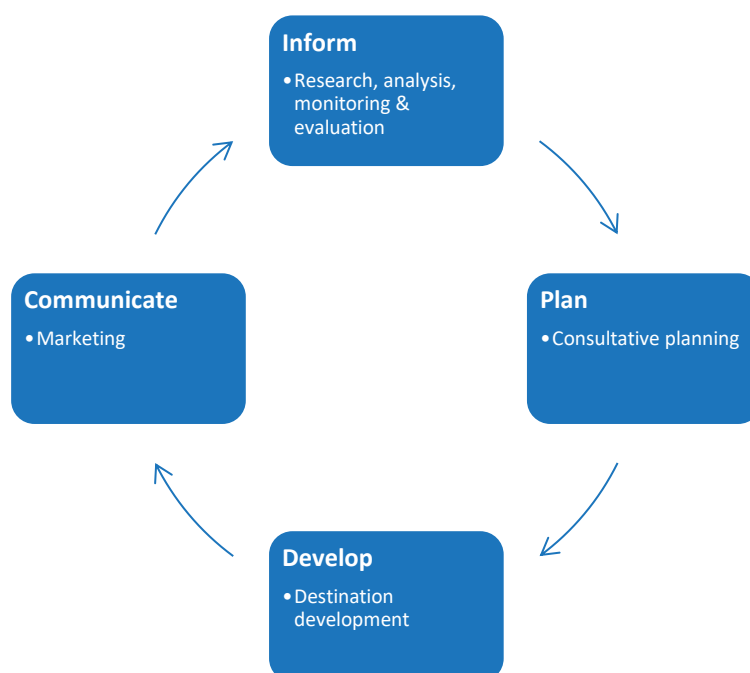 Inform
•Research, analysis,
monitoring &
evaluation
Communicate
•Marketing
Plan
•Consultative planning
Develop
•Destination
development